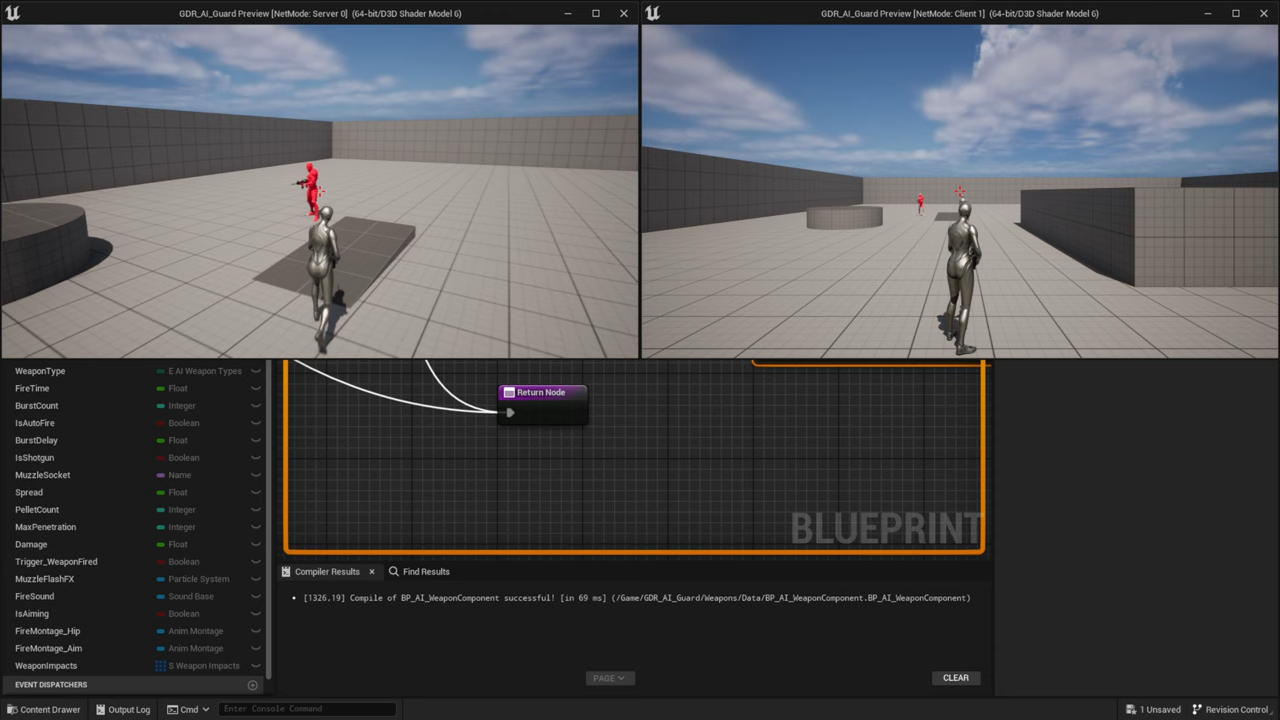 GDR_AI_Guard Preview [NetMode: Server 0] (64-bit/D3D Shader Model 6)
GDR_AI_Guard Preview [NetMode: Client 1] (64-bit/D3D Shader Model 6)
WeaponType E AI Weapon Types
FireTime Float
BurstCount Integer
IsAutoFire Boolean
BurstDelay Float
IsShotgun Boolean
MuzzleSocket Name
Spread Float
PelletCount Integer
MaxPenetration Integer
Damage Float
Trigger_WeaponFired Boolean
MuzzleFlashFX Particle System
FireSound Sound Base
IsAiming Boolean
FireMontage_Hip Anim Montage
FireMontage_Aim Anim Montage
WeaponImpacts S Weapon Impacts
EVENT DISPATCHERS
Return Node
BLUEPRINT
Compiler Results Find Results
[1326,19] Compile of BP_AI_WeaponComponent successful! [in 69 ms] (/Game/GDR_AI_Guard/Weapons/Data/BP_AI_WeaponComponent.BP_AI_WeaponComponent)
PAGE CLEAR
Content Drawer Output Log Cmd Enter Console Command 1 Unsaved Revision Control